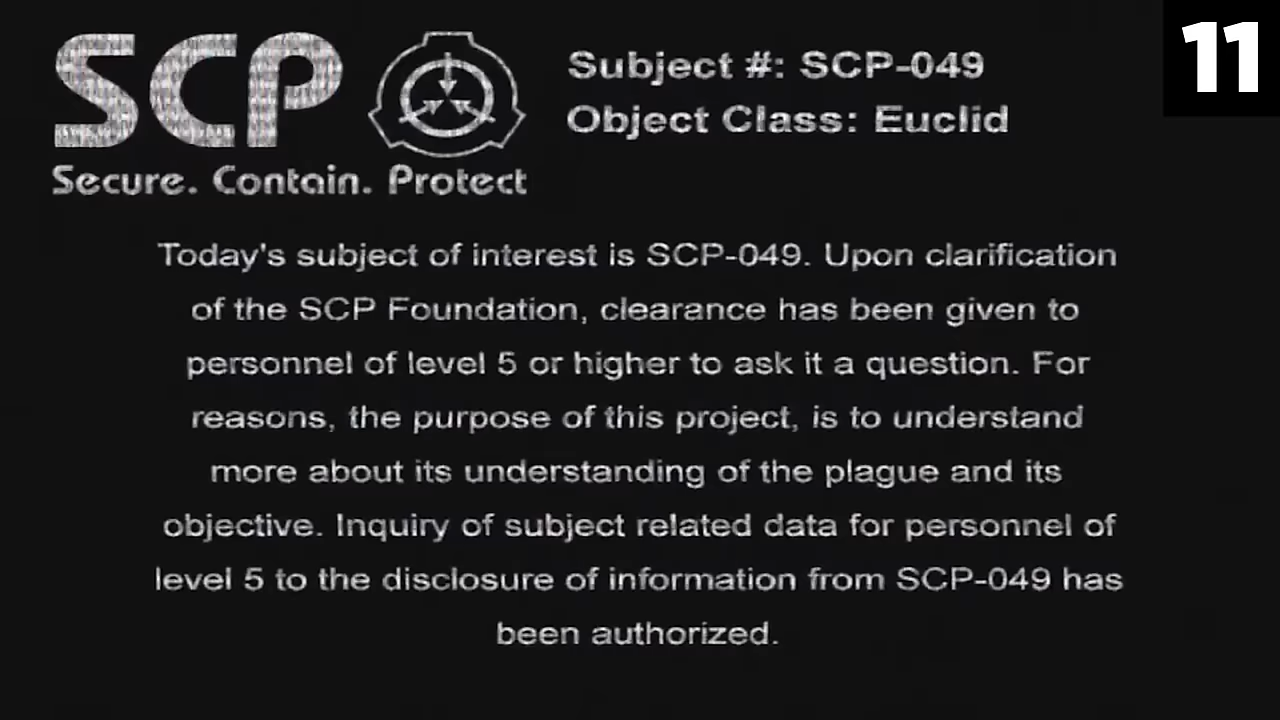 SCP
Secure. Contain. Protect
Subject #: SCP-049
Object Class: Euclid
11
Today's subject of interest is SCP-049. Upon clarification
of the SCP Foundation, clearance has been given to
personnel of level 5 or higher to ask it a question. For
reasons, the purpose of this project, is to understand
more about its understanding of the plague and its
objective. Inquiry of subject related data for personnel of
level 5 to the disclosure of information from SCP-049 has
been authorized.